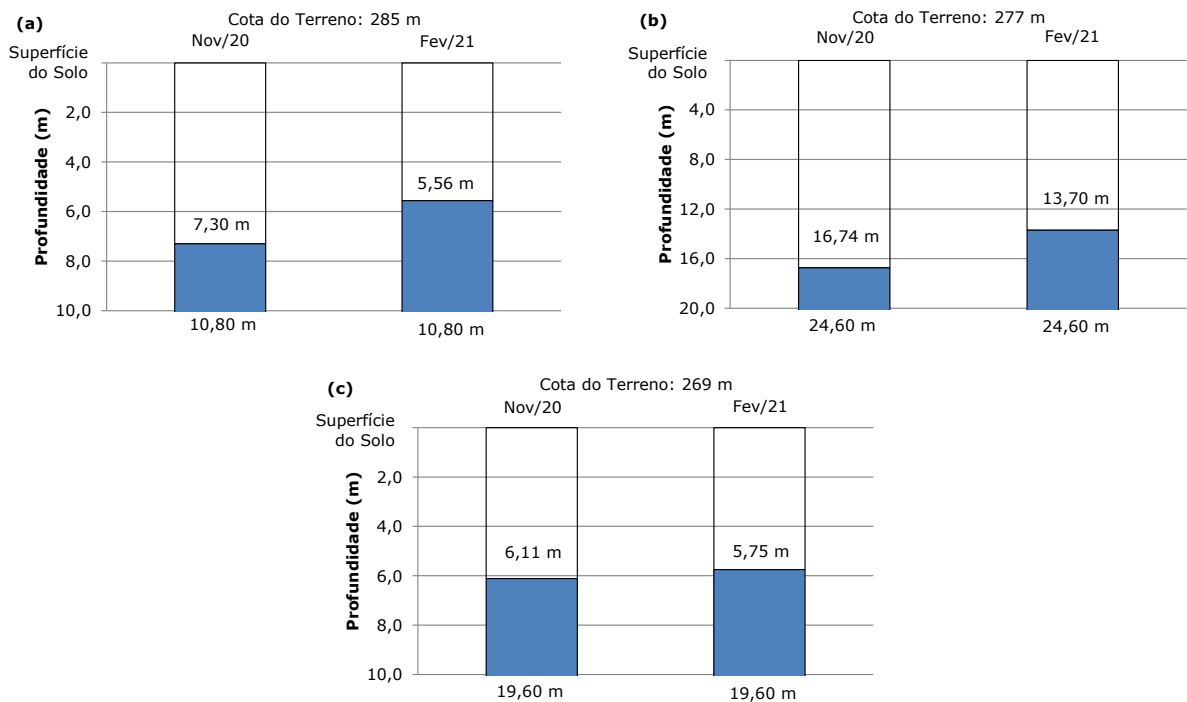 (a)
Cota do Terreno: 285 m
Nov/20 Fev/21
Superfície
do Solo
Profundidade (m)
2,0
4,0
6,0
8,0
10,0
7,30 m
5,56 m
10,80 m 10,80 m
(b)
Cota do Terreno: 277 m
Nov/20 Fev/21
Superfície
do Solo
Profundidade (m)
4,0
8,0
12,0
16,0
20,0
16,74 m
13,70 m
24,60 m 24,60 m
(c)
Cota do Terreno: 269 m
Nov/20 Fev/21
Superfície
do Solo
Profundidade (m)
2,0
4,0
6,0
8,0
10,0
6,11 m
5,75 m
19,60 m 19,60 m